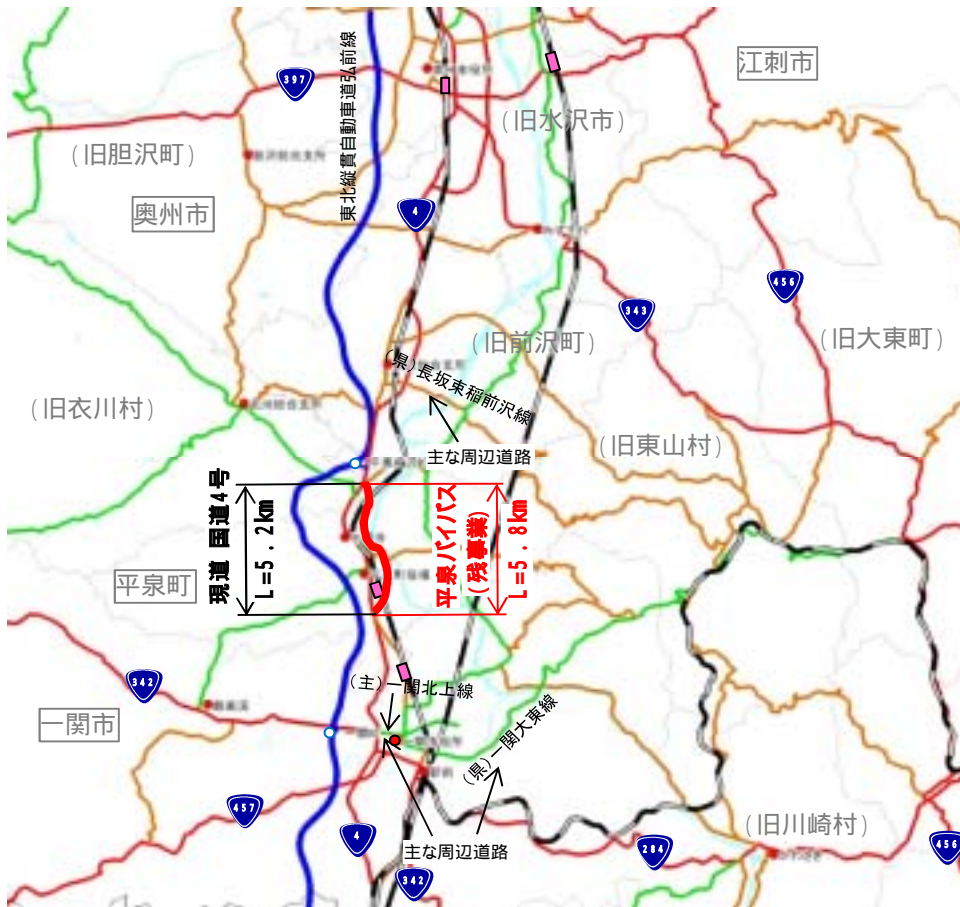 東北縦貫自動車道弘前線
江刺市
397
(旧水沢市)
(旧胆沢町)
奥州市
4
456
343
(旧前沢町)
(旧大東町)
(県)長坂束稲前沢線
(旧衣川村)
(旧東山村)
主な周辺道路
現道 国道4号
L=5.2km
平泉バイパス
(残事業)
L=5.8km
平泉町
342
(主)一関北上線
一関市
(県)一関大東線
457
4
主な周辺道路
(旧川崎村)
284
456
342